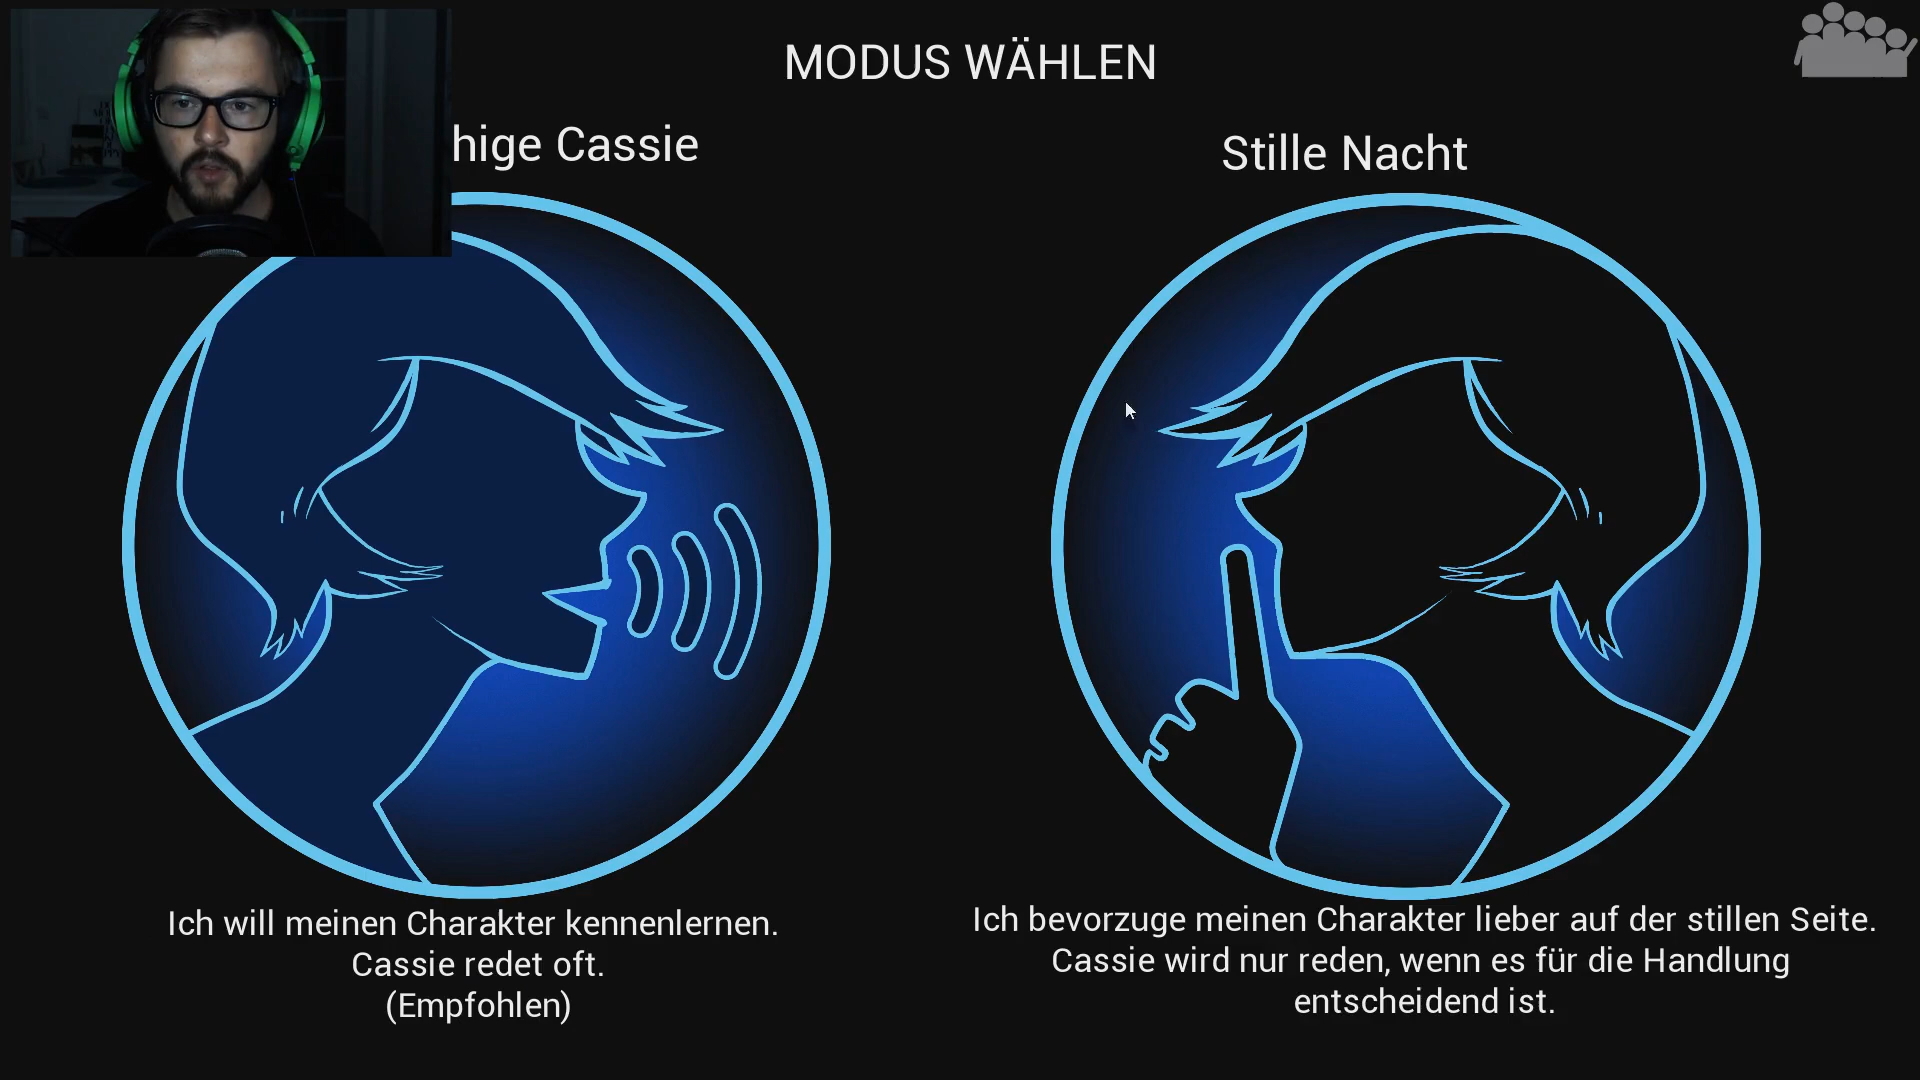 MODUS WÄHLEN
hige Cassie
Stille Nacht
Ich will meinen Charakter kennenlernen.
Cassie redet oft.
(Empfohlen)
Ich bevorzuge meinen Charakter lieber auf der stillen Seite.
Cassie wird nur reden, wenn es für die Handlung
entscheidend ist.